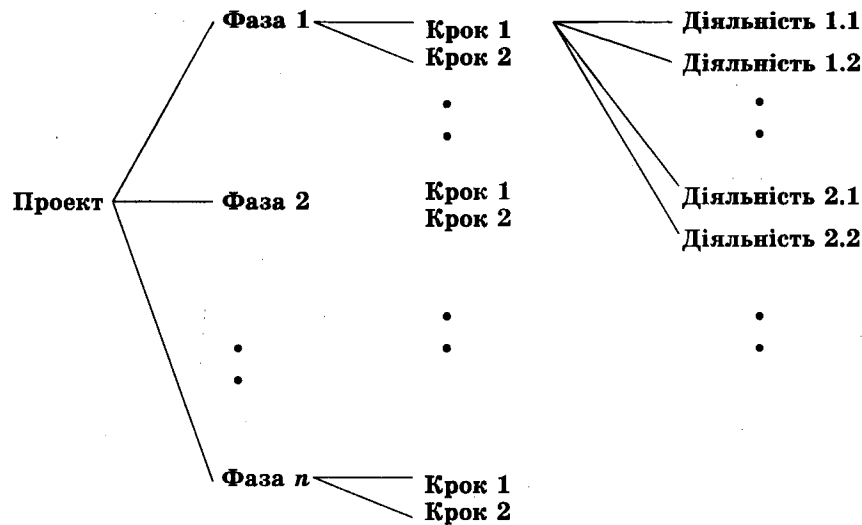 Фаза 1
Крок 1
Крок 2
Діяльність 1.1
Діяльність 1.2
Проект
Фаза 2
Крок 1
Крок 2
Діяльність 2.1
Діяльність 2.2
Фаза n
Крок 1
Крок 2